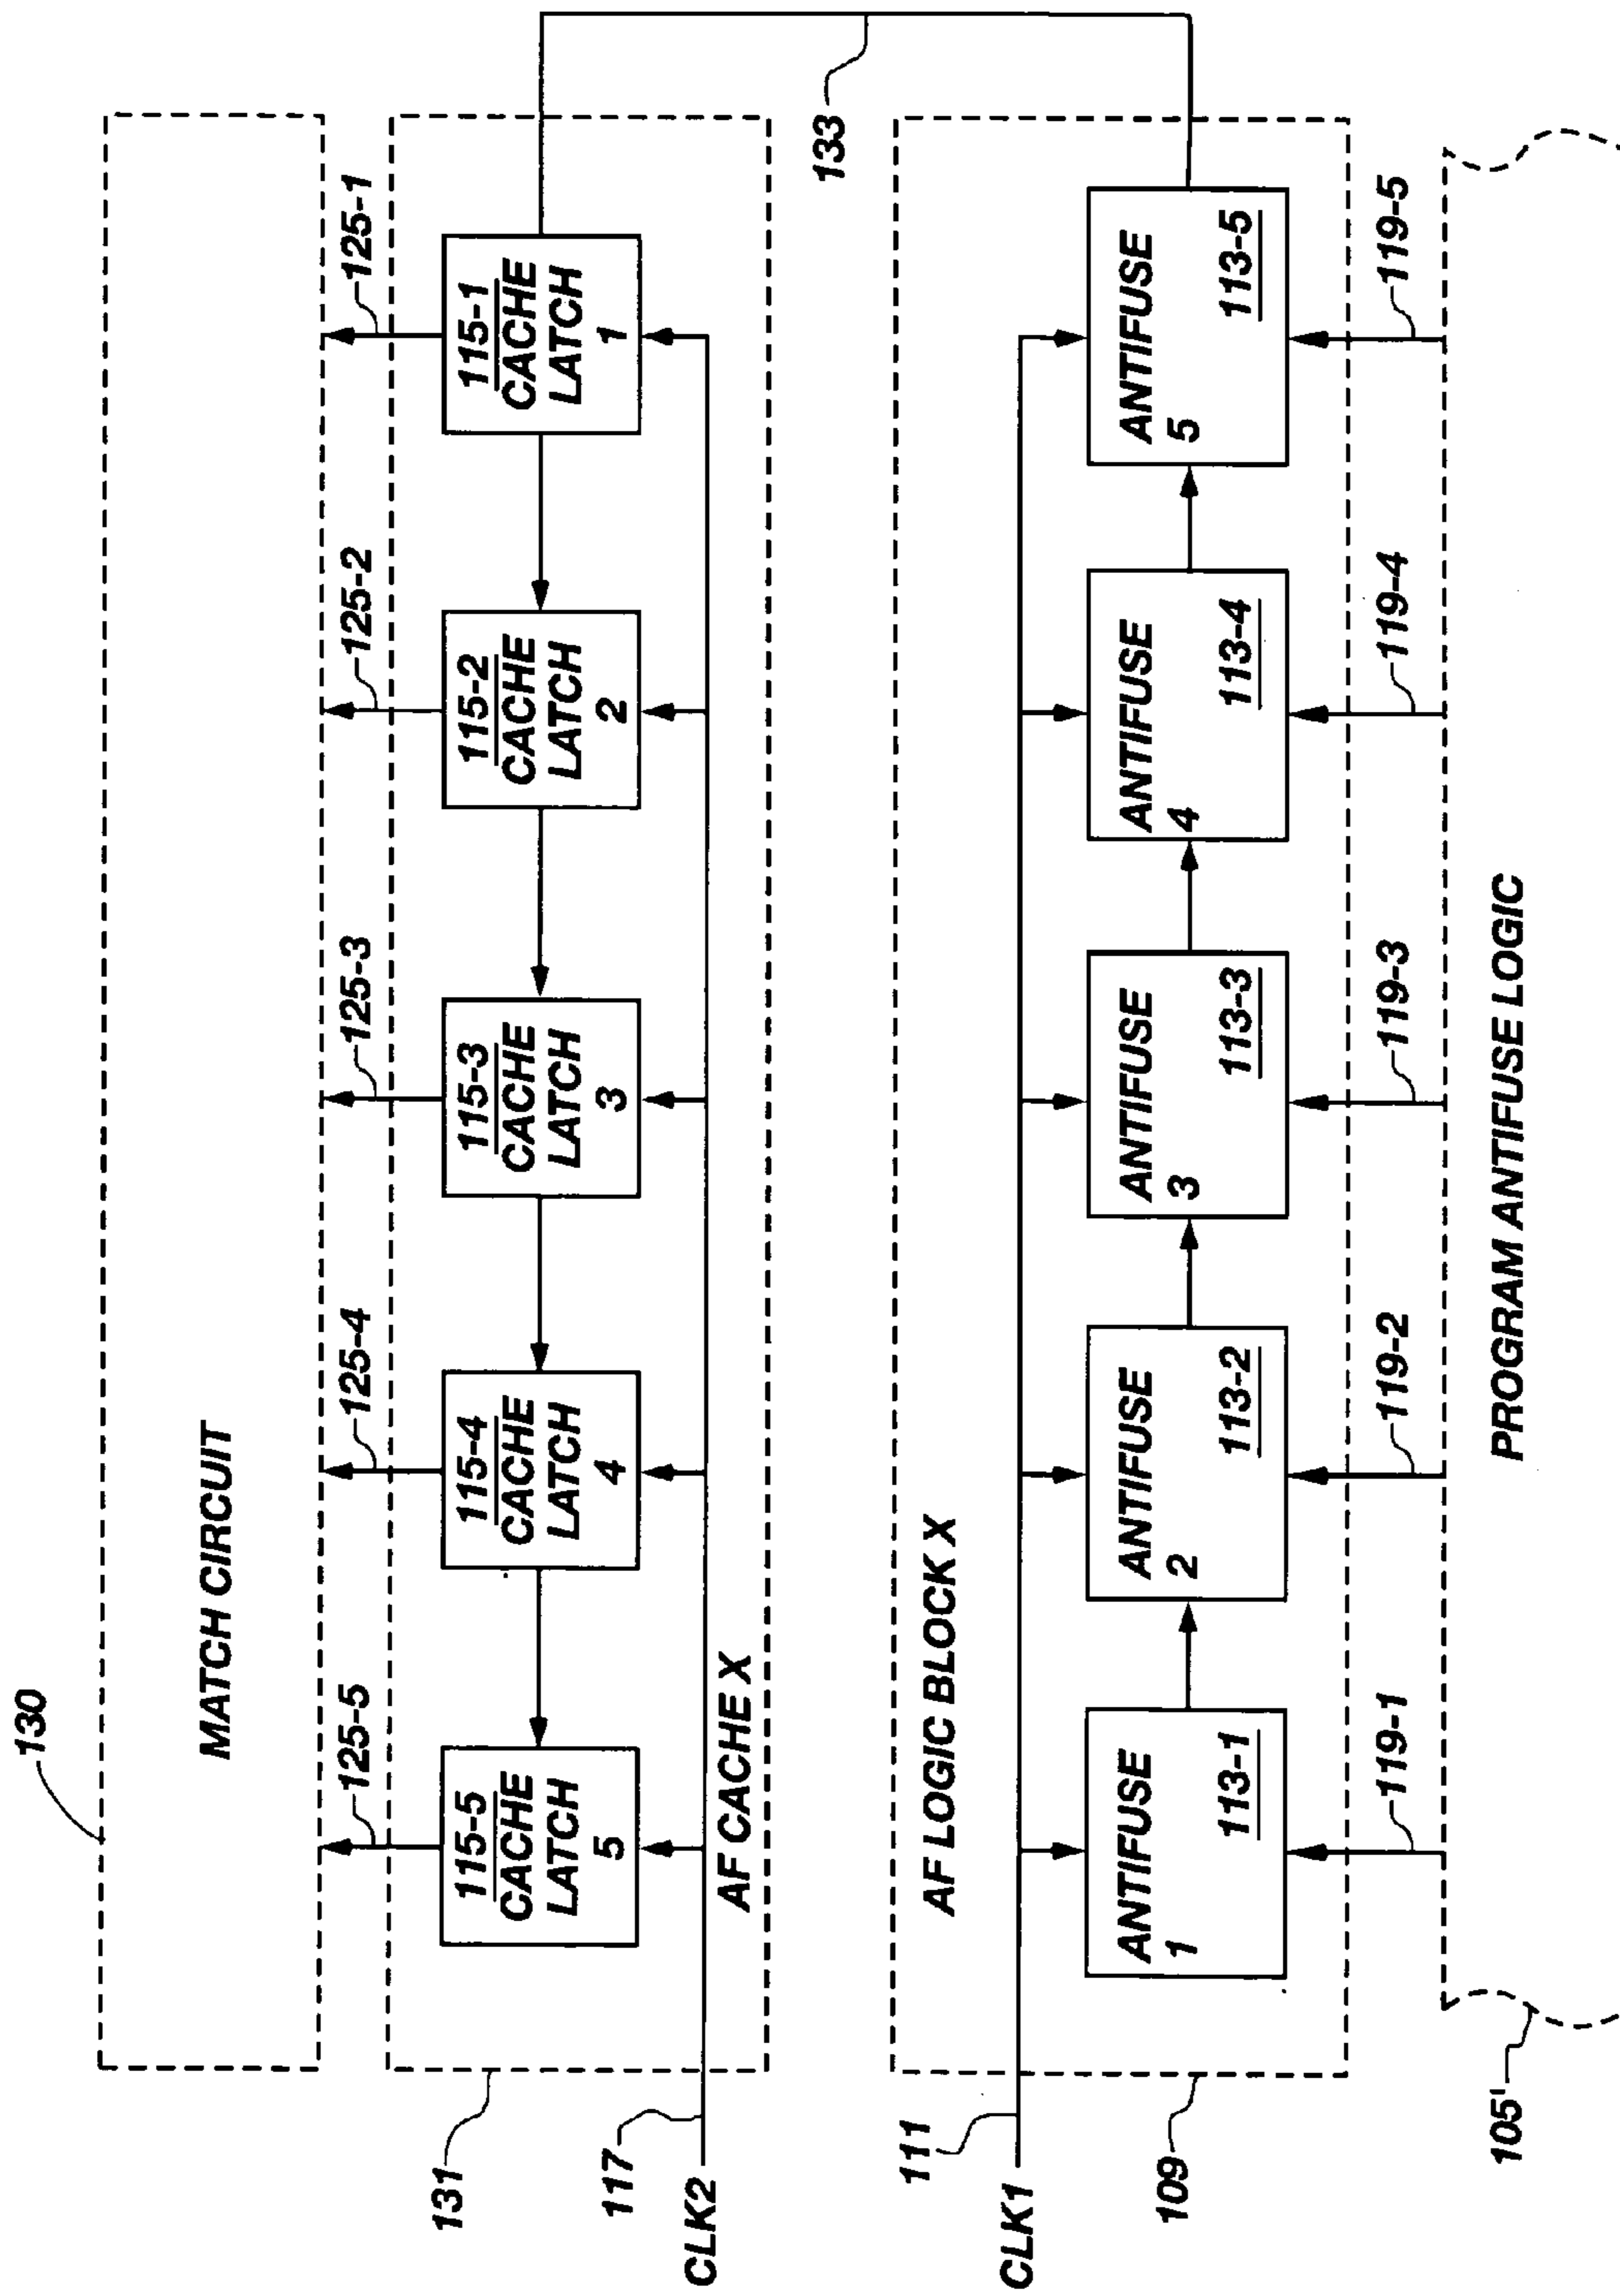 130
MATCH CIRCUIT
125-5
125-4
125-3
125-2
125-1
131
115-5
CACHE
LATCH
5
115-4
CACHE
LATCH
4
115-3
CACHE
LATCH
3
115-2
CACHE
LATCH
2
115-1
CACHE
LATCH
1
117
CLK2
AF CACHE X
133
111
CLK1
AF LOGIC BLOCK X
109
ANTIFUSE
1
113-1
ANTIFUSE
2
113-2
ANTIFUSE
3
113-3
ANTIFUSE
4
113-4
ANTIFUSE
5
113-5
119-1
119-2
119-3
119-4
119-5
105'
PROGRAM ANTIFUSE LOGIC